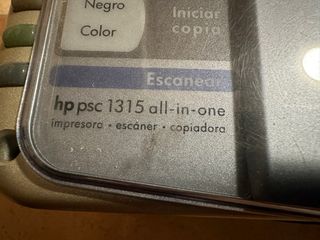 Negro
Color
Iniciar
copia
Escanear
hp psc 1315 all-in-one
impresora • escáner • copiadora